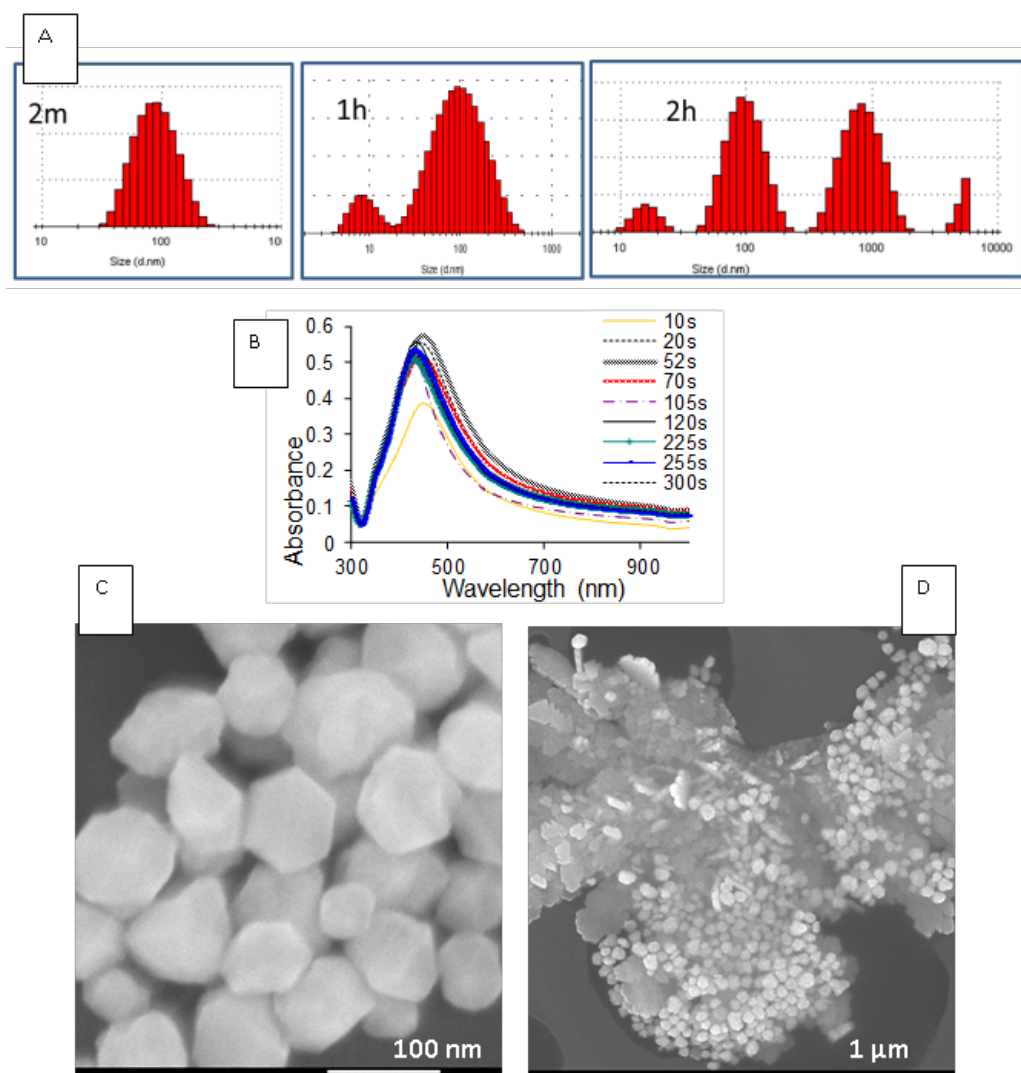 A
2m
1h
2h
10
100
10
Size (d.nm)
10
100
1000
Size (d.nm)
10
100
1000
10000
Size (d.nm)
B
0.6
0.5
0.4
0.3
0.2
0.1
0
Absorbance
300
500
700
900
Wavelength (nm)
10s
20s
52s
70s
105s
120s
225s
255s
300s
C
D
100 nm
1 µm